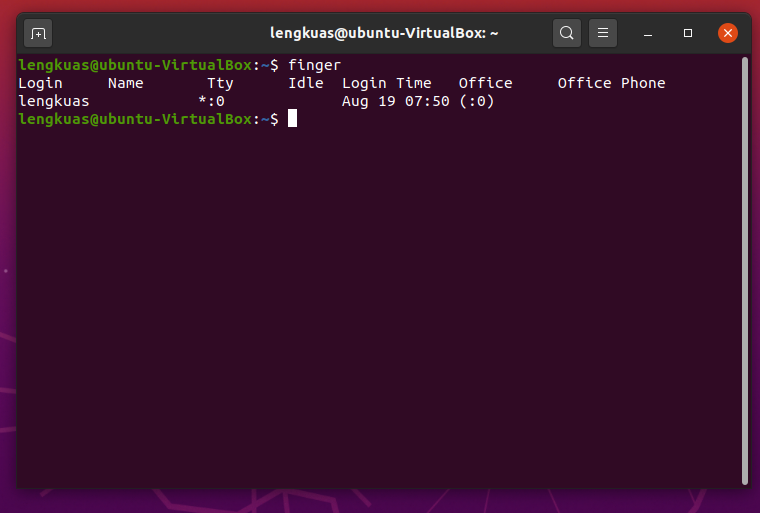 lengkuas@ubuntu-VirtualBox: ~
lengkuas@ubuntu-VirtualBox:~$ finger
Login     Name       Tty      Idle  Login Time   Office     Office Phone
lengkuas            *:0             Aug 19 07:50 (:0)
lengkuas@ubuntu-VirtualBox:~$